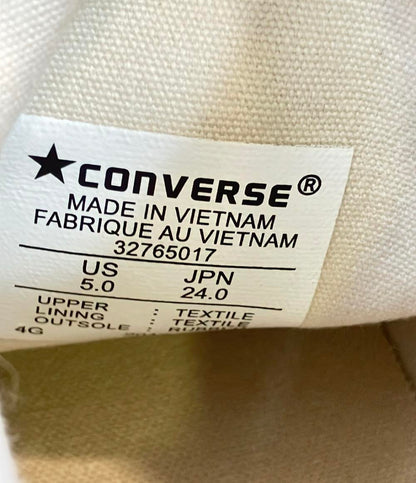 ★CONVERSE®
MADE IN VIETNAM
FABRIQUE AU VIETNAM
32765017
US JPN
5.0 24.0
UPPER : TEXTILE
LINING : TEXTILE
OUTSOLE
4G